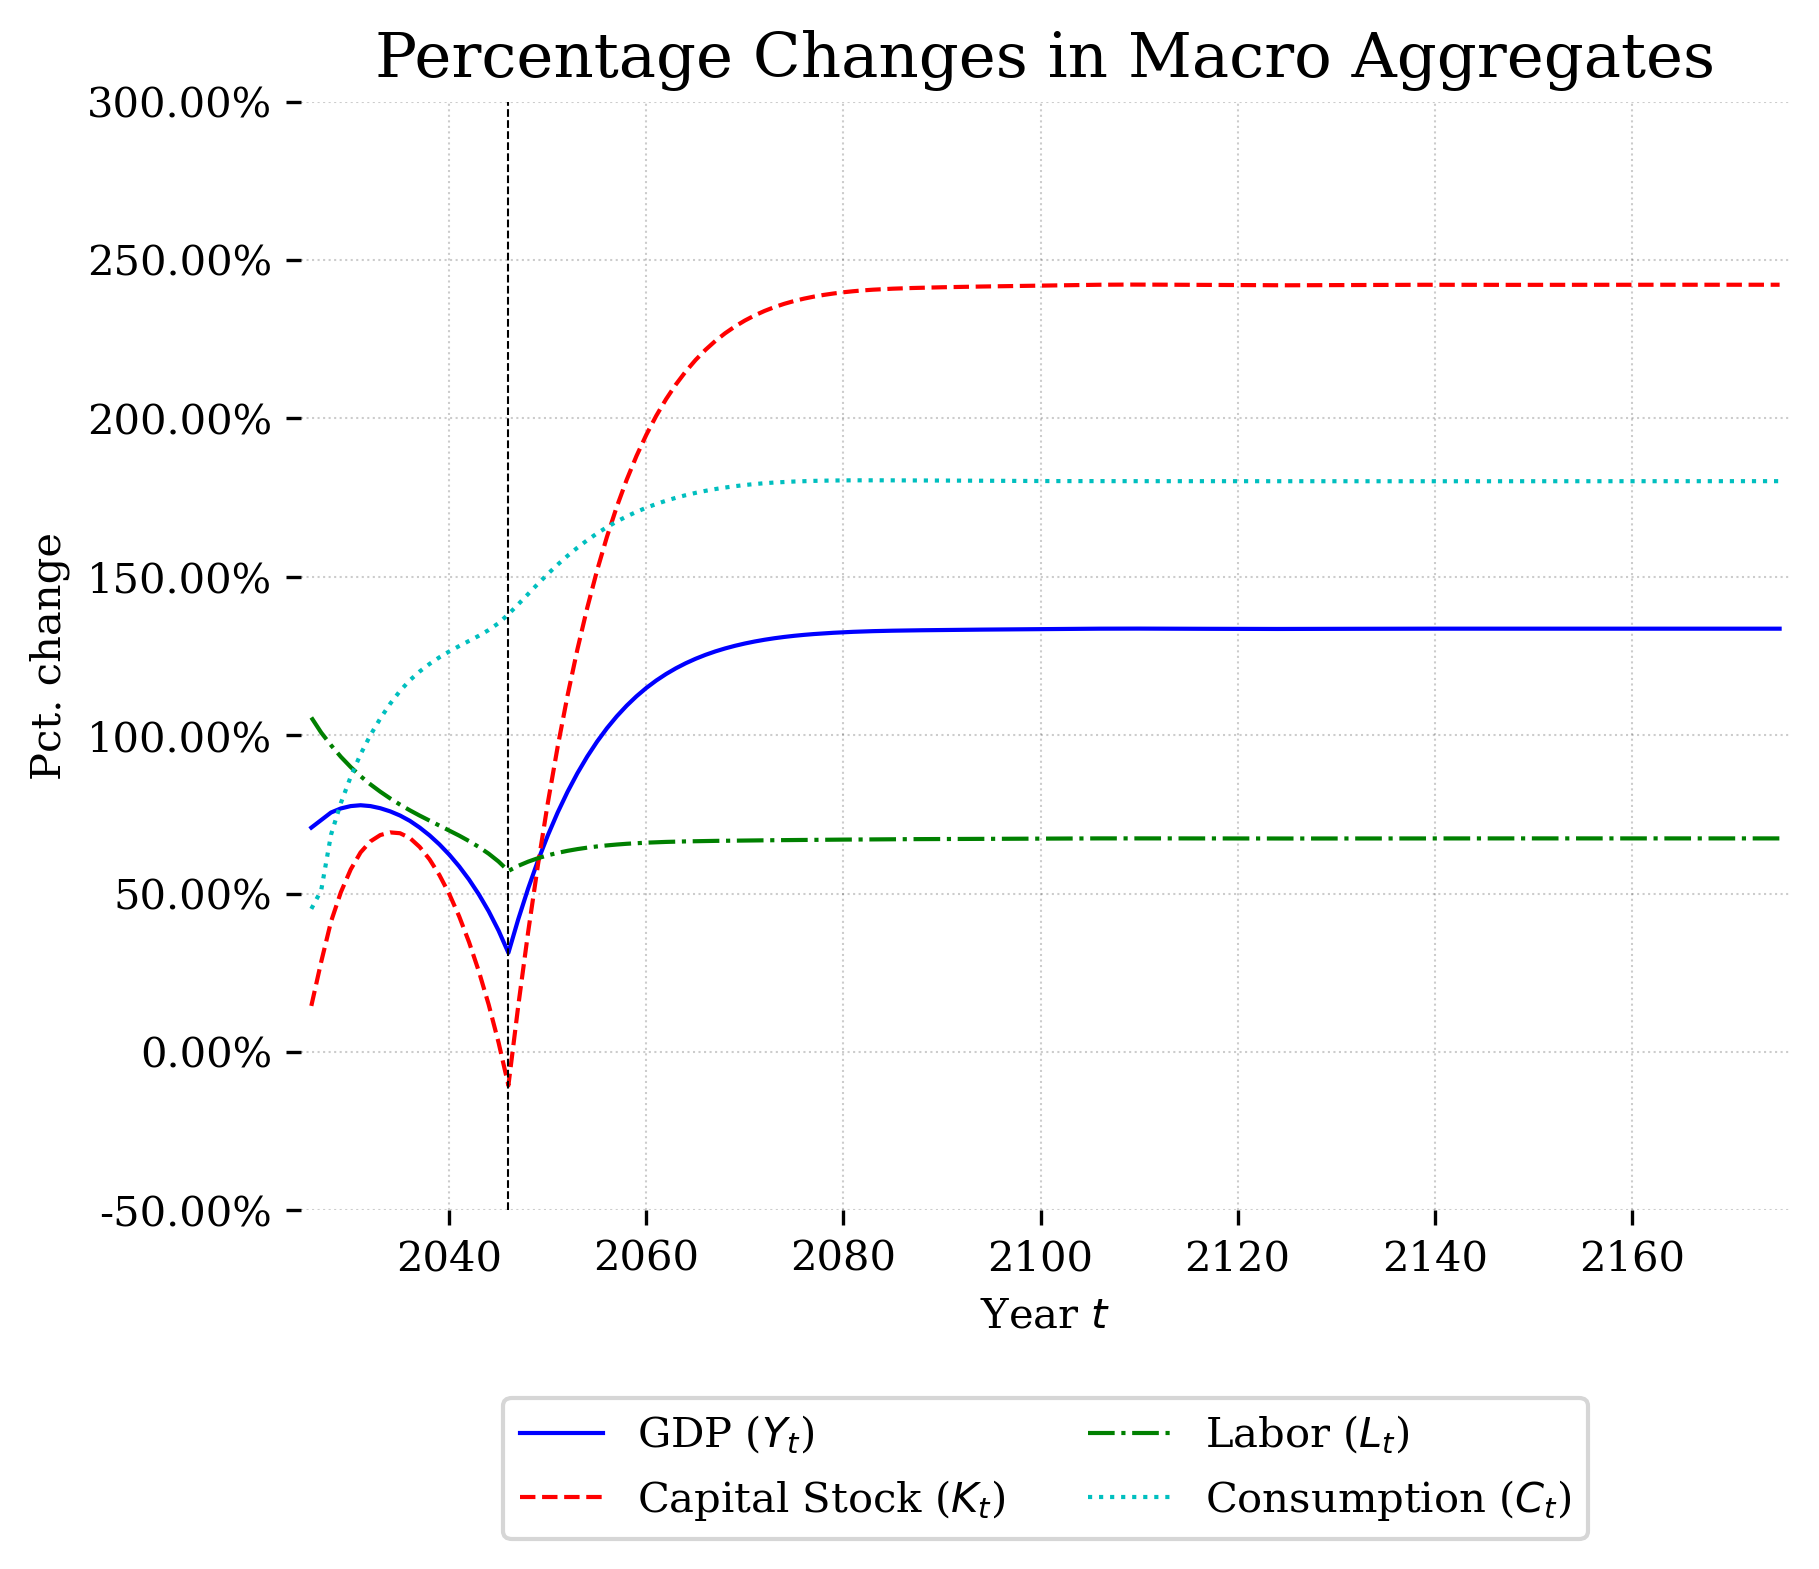 Percentage Changes in Macro Aggregates
300.00%
250.00%
200.00%
150.00%
100.00%
50.00%
0.00%
-50.00%
Pct. change
2040 2060 2080 2100 2120 2140 2160
Year t
GDP (Yₜ) Labor (Lₜ)
Capital Stock (Kₜ) Consumption (Cₜ)